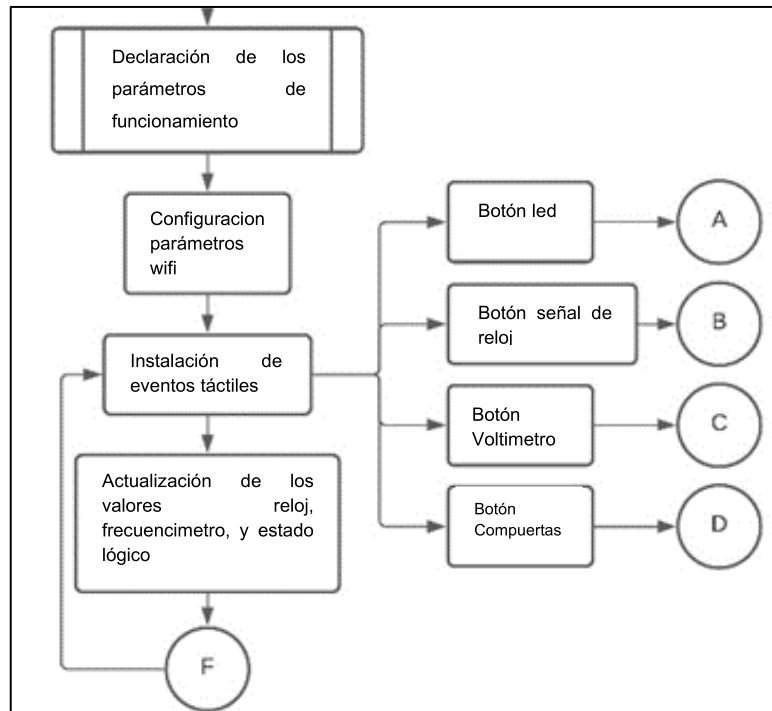 Declaración de los
parámetros de
funcionamiento
Configuracion
parámetros
wifi
Instalación de
eventos táctiles
Actualización de los
valores reloj,
frecuencimetro, y estado
lógico
F
Botón led
A
Botón señal de
reloj
B
Botón
Voltimetro
C
Botón
Compuertas
D